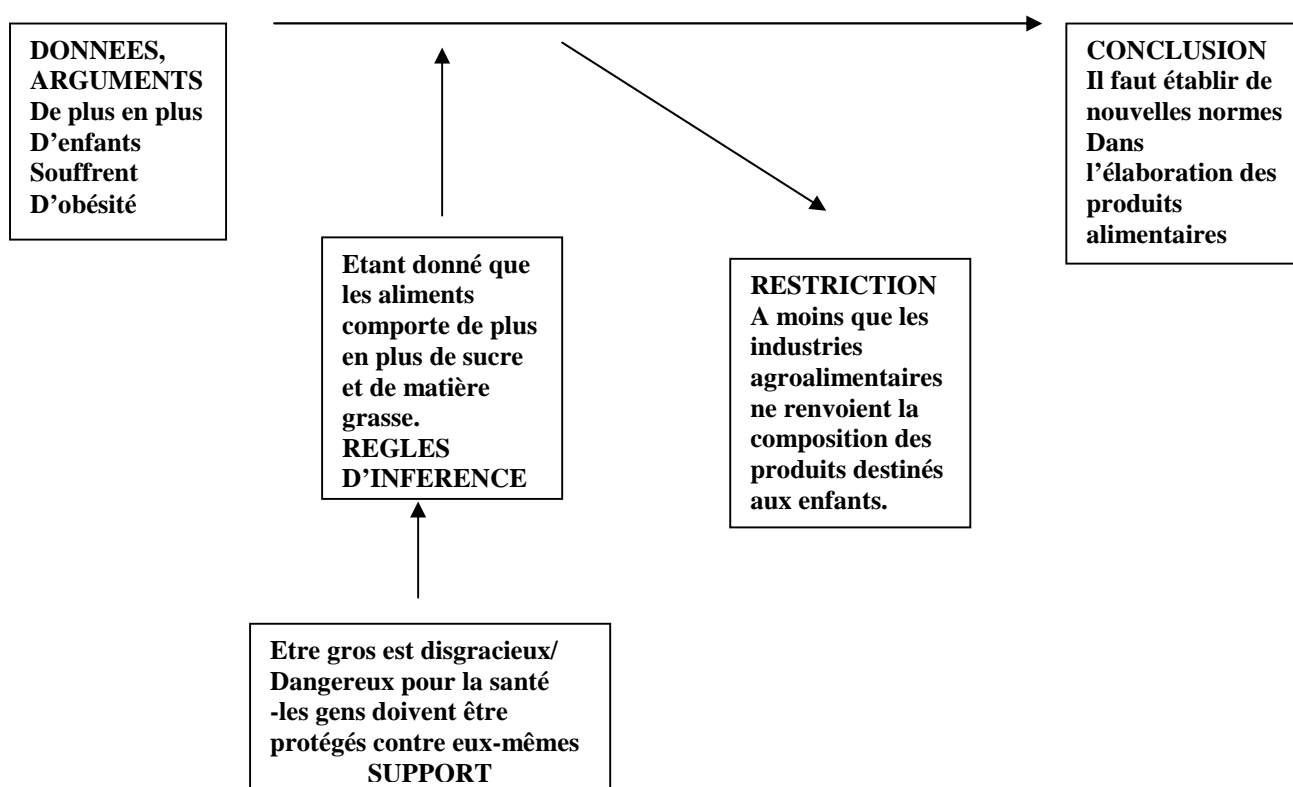 DONNEES,
ARGUMENTS
De plus en plus
D’enfants
Souffrent
D’obésité
CONCLUSION
Il faut établir de
nouvelles normes
Dans
l’élaboration des
produits
alimentaires
Etant donné que
les aliments
comporte de plus
en plus de sucre
et de matière
grasse.
REGLES
D’INFERENCE
RESTRICTION
A moins que les
industries
agroalimentaires
ne renvoient la
composition des
produits destinés
aux enfants.
Etre gros est disgracieux/
Dangereux pour la santé
-les gens doivent être
protégés contre eux-mêmes
SUPPORT